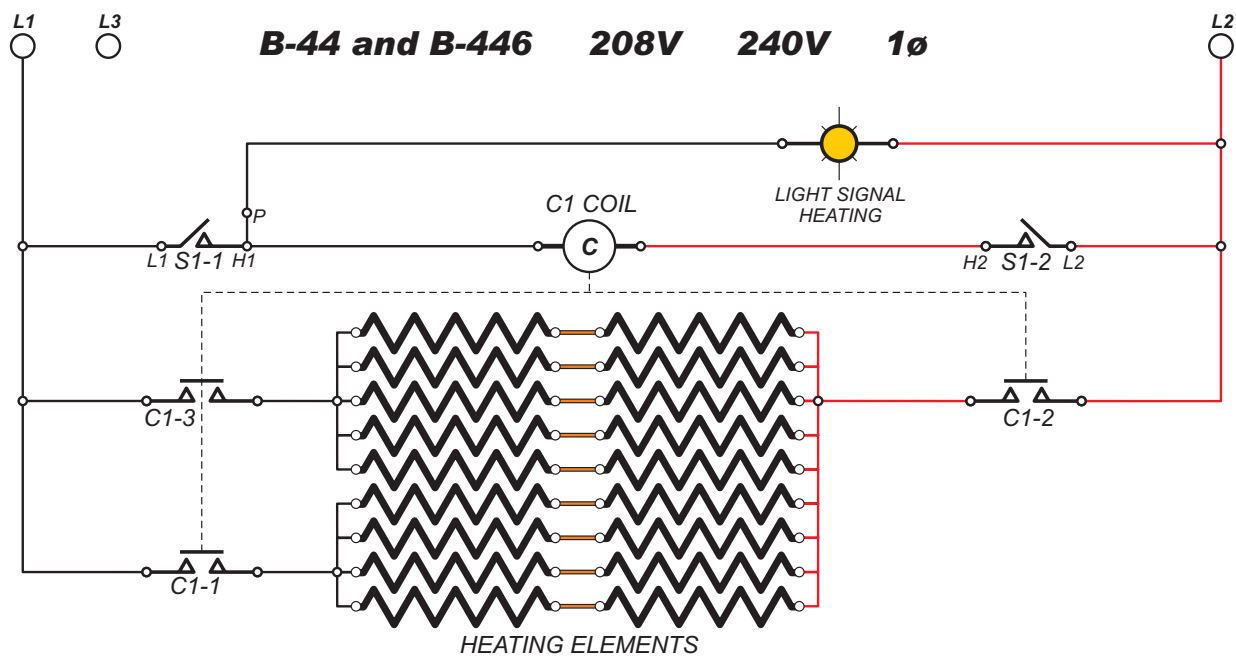 L1 L3 L2
B-44 and B-446 208V 240V 1ø
LIGHT SIGNAL
HEATING
P
C1 COIL
C
L1 S1-1 H1
H2 S1-2 L2
C1-3
C1-2
C1-1
HEATING ELEMENTS